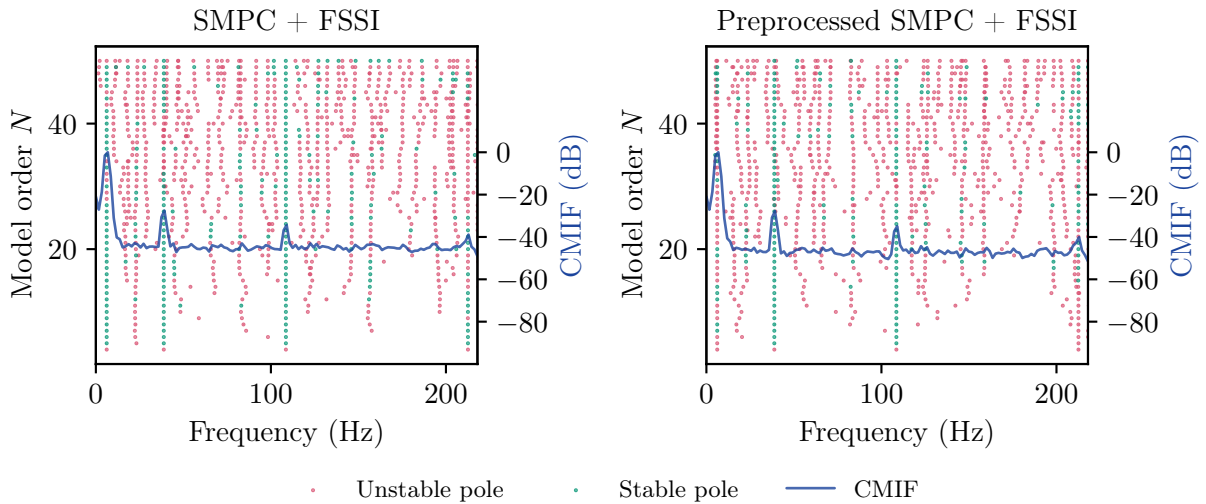 SMPC + FSSI
Model order N
40
20
0
100
200
Frequency (Hz)
0
−20
−40
−60
−80
CMIF (dB)
Preprocessed SMPC + FSSI
Model order N
40
20
0
100
200
Frequency (Hz)
0
−20
−40
−60
−80
CMIF (dB)
Unstable pole
Stable pole
CMIF